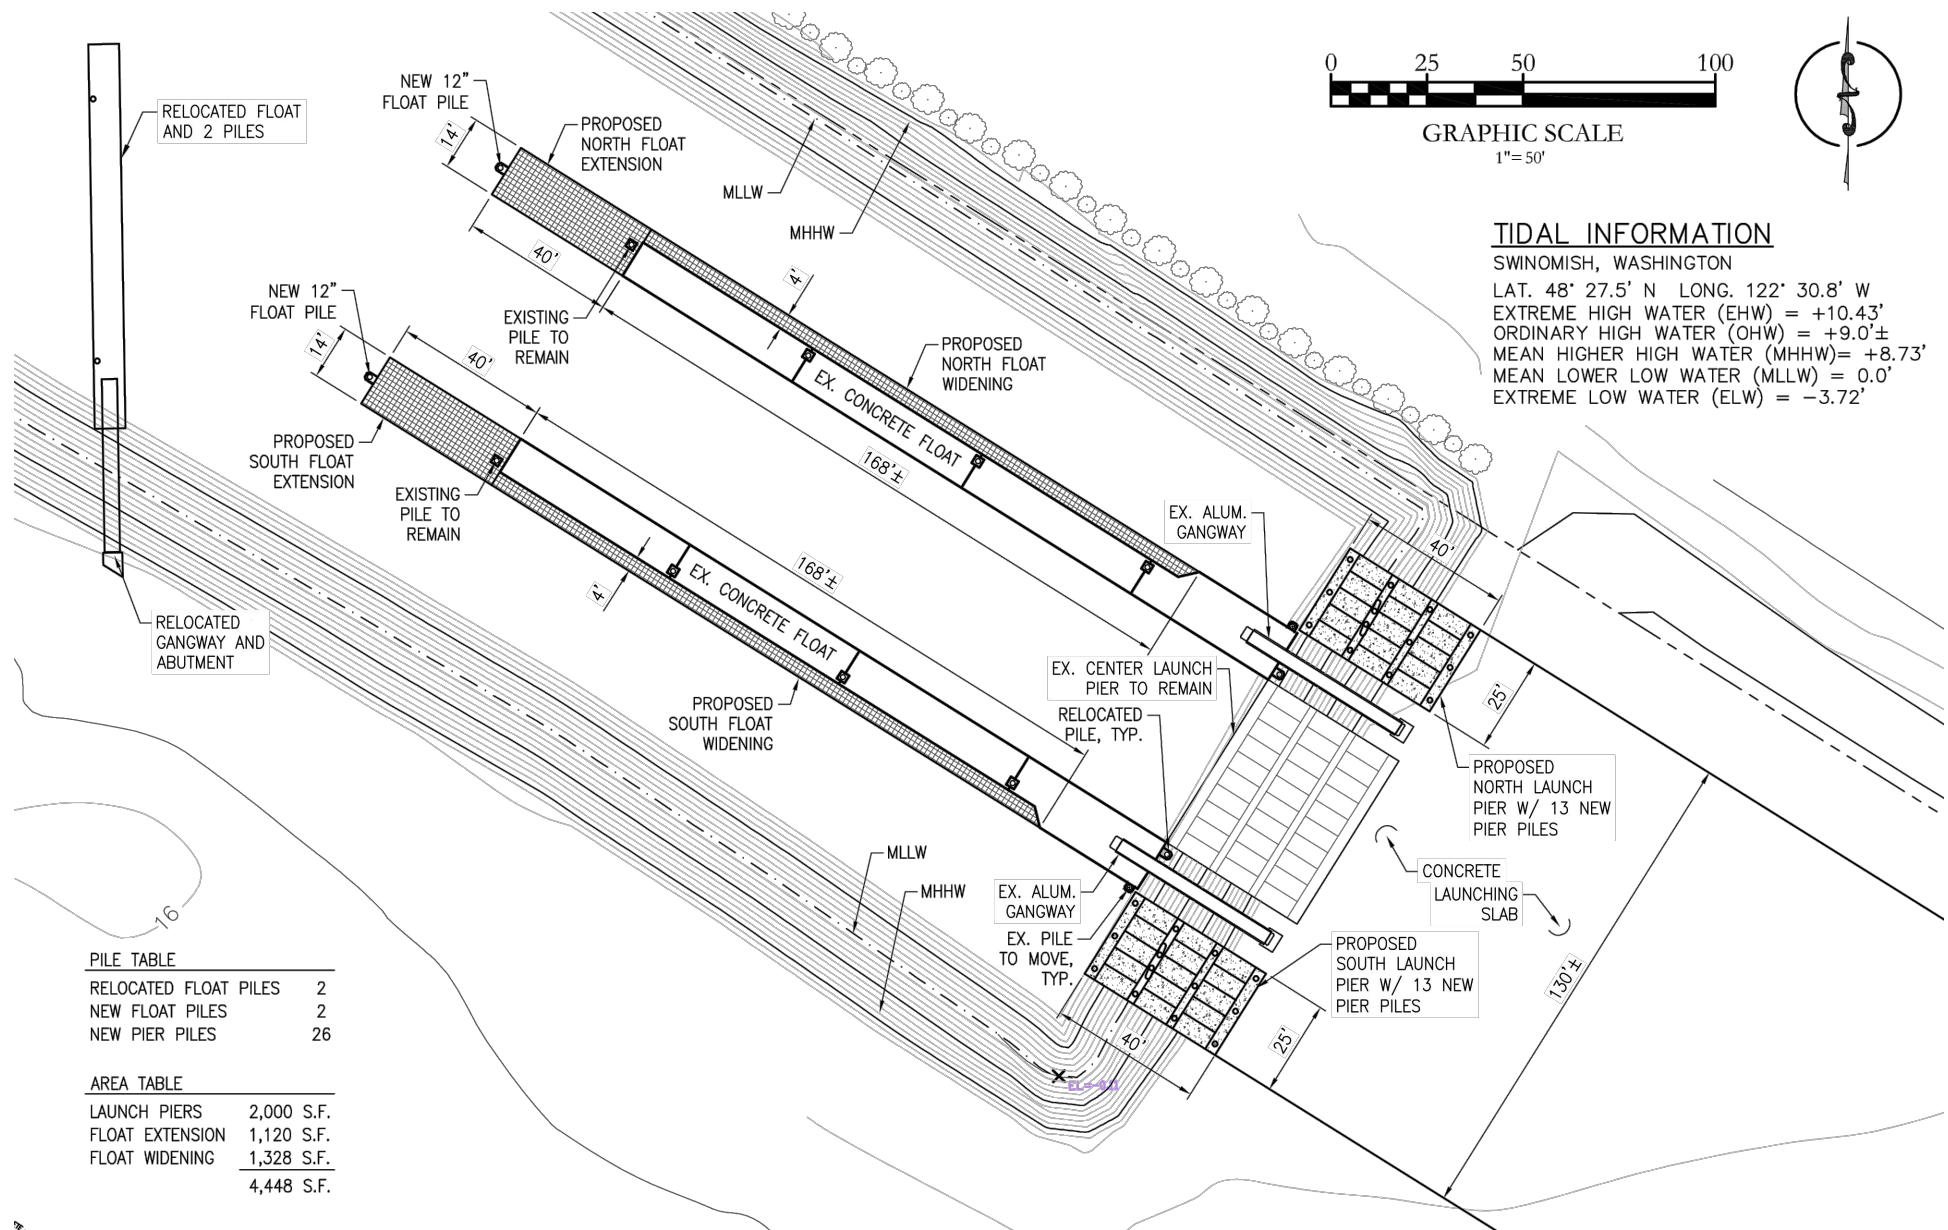 0 25 50 100
GRAPHIC SCALE
1"= 50'
TIDAL INFORMATION
SWINOMISH, WASHINGTON
LAT. 48° 27.5' N LONG. 122° 30.8' W
EXTREME HIGH WATER (EHW) = +10.43'
ORDINARY HIGH WATER (OHW) = +9.0'±
MEAN HIGHER HIGH WATER (MHHW)= +8.73'
MEAN LOWER LOW WATER (MLLW) = 0.0'
EXTREME LOW WATER (ELW) = -3.72'
RELOCATED FLOAT
AND 2 PILES
NEW 12"
FLOAT PILE
14'
PROPOSED
NORTH FLOAT
EXTENSION
MLLW
MHHW
40'
4'
NEW 12"
FLOAT PILE
14'
40'
EXISTING
PILE TO
REMAIN
PROPOSED
NORTH FLOAT
WIDENING
EX. CONCRETE FLOAT
168'±
PROPOSED
SOUTH FLOAT
EXTENSION
EXISTING
PILE TO
REMAIN
EX. CONCRETE FLOAT
168'±
4'
EX. ALUM.
GANGWAY
40'
RELOCATED
GANGWAY AND
ABUTMENT
PROPOSED
SOUTH FLOAT
WIDENING
EX. CENTER LAUNCH
PIER TO REMAIN
RELOCATED
PILE, TYP.
25'
PROPOSED
NORTH LAUNCH
PIER W/ 13 NEW
PIER PILES
MLLW
MHHW
EX. ALUM.
GANGWAY
EX. PILE
TO MOVE,
TYP.
CONCRETE
LAUNCHING
SLAB
PROPOSED
SOUTH LAUNCH
PIER W/ 13 NEW
PIER PILES
130'±
25'
40'
16
PILE TABLE
RELOCATED FLOAT PILES 2
NEW FLOAT PILES 2
NEW PIER PILES 26
AREA TABLE
LAUNCH PIERS 2,000 S.F.
FLOAT EXTENSION 1,120 S.F.
FLOAT WIDENING 1,328 S.F.
4,448 S.F.